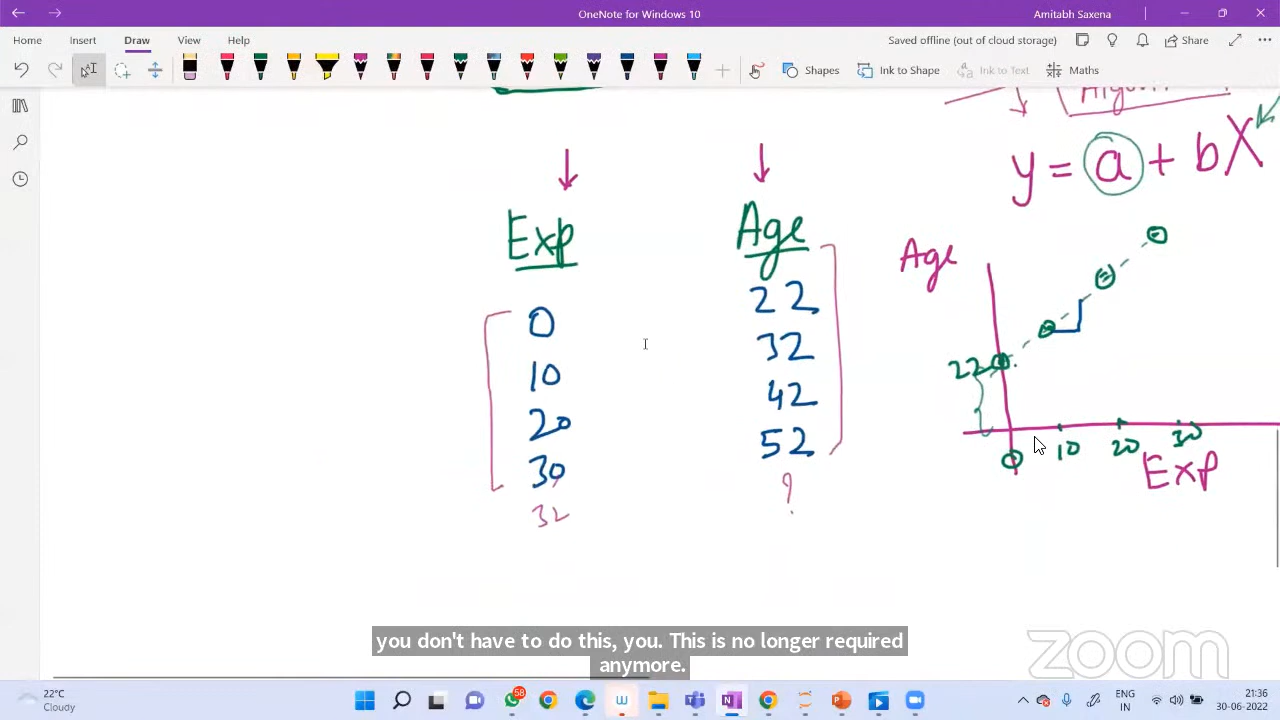 OneNote for Windows 10
Amitabh Saxena
Home Insert Draw View Help
Saved offline (out of cloud storage)
Share
Shapes
Ink to Shape
Ink to Text
Maths
y = a + bX
Exp Age
0 22
10 32
20 42
30 52
32 ?
Age
22
0 10 20 30
Exp
you don't have to do this, you. This is no longer required
anymore.
zoom
22°C
Cloudy
58
ENG
IN
21:36
30-06-2022